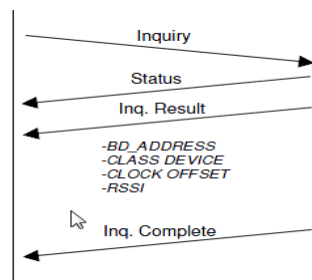 Inquiry
Status
Inq. Result
-BD_ADDRESS
-CLASS DEVICE
-CLOCK OFFSET
-RSSI
Inq. Complete